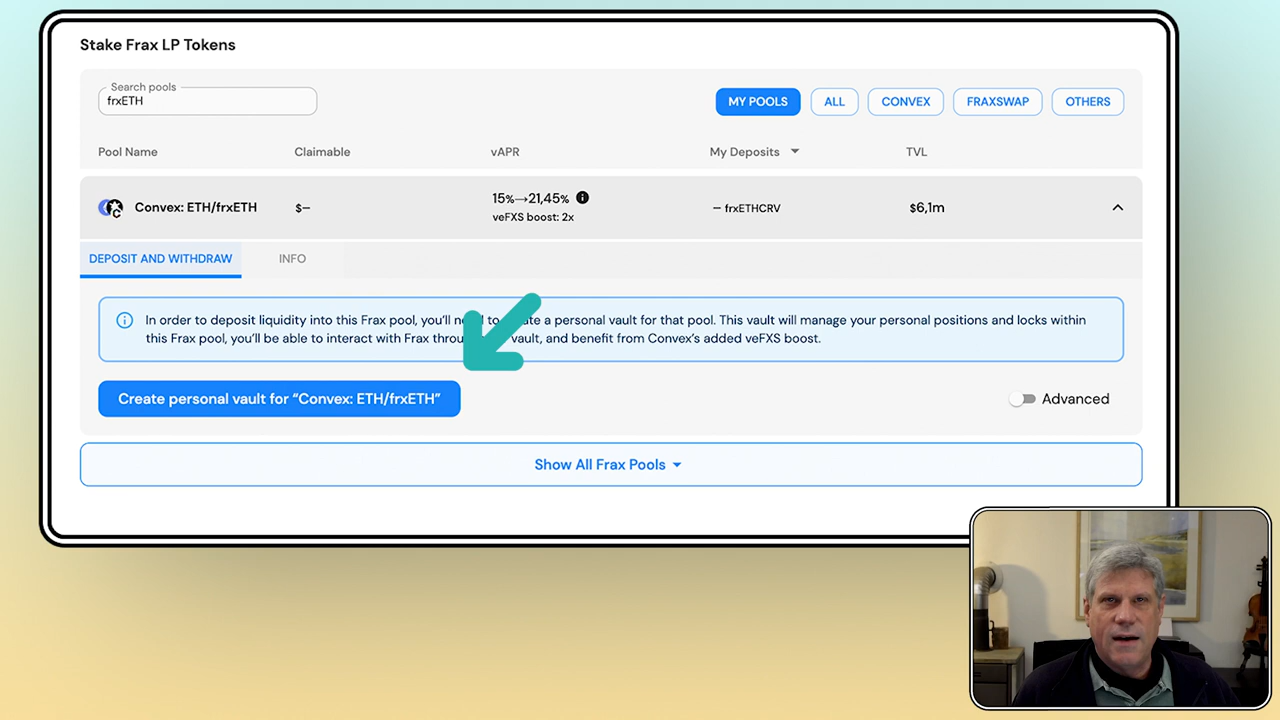 Stake Frax LP Tokens
Search pools
frxETH
MY POOLS
ALL
CONVEX
FRAXSWAP
OTHERS
Pool Name
Claimable
vAPR
My Deposits
TVL
Convex: ETH/frxETH
$—
15%→21,45%
veFXS boost: 2x
— frxETHCRV
$6,1m
DEPOSIT AND WITHDRAW
INFO
In order to deposit liquidity into this Frax pool, you'll to a personal vault for that pool. This vault will manage your personal positions and locks within
this Frax pool, you'll be able to interact with Frax vault, and benefit from Convex's added veFXS boost.
Create personal vault for “Convex: ETH/frxETH”
Advanced
Show All Frax Pools